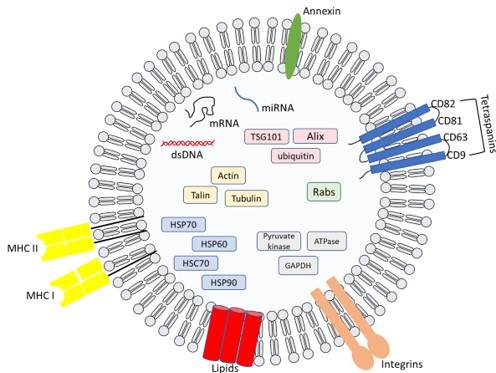 Annexin
miRNA
mRNA
dsDNA
TSG101
Alix
ubiquitin
CD82
CD81
CD63
CD9
Tetraspanins
Actin
Talin
Tubulin
Rabs
HSP70
HSP60
HSC70
HSP90
Pyruvate
kinase
ATPase
GAPDH
MHC II
MHC I
Lipids
Integrins